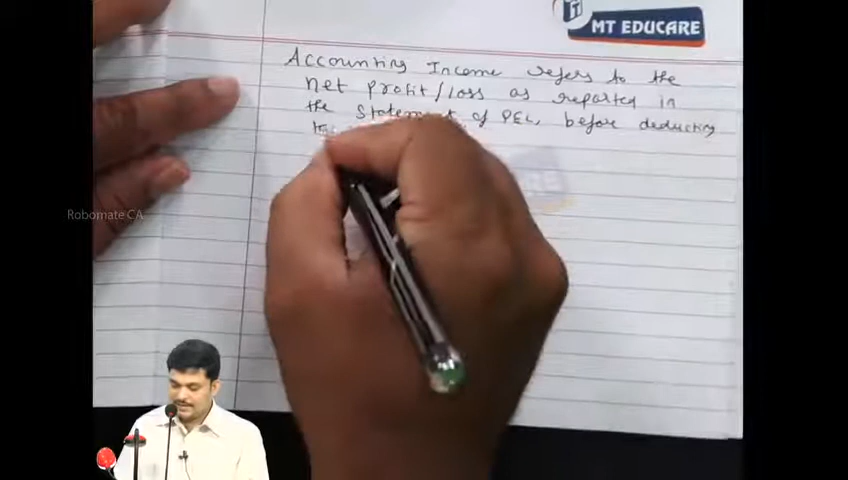 MT EDUCARE
Accounting Income refers to the
net profit/loss as reported in
the Statement of P&L, before deducting
Robomate CA